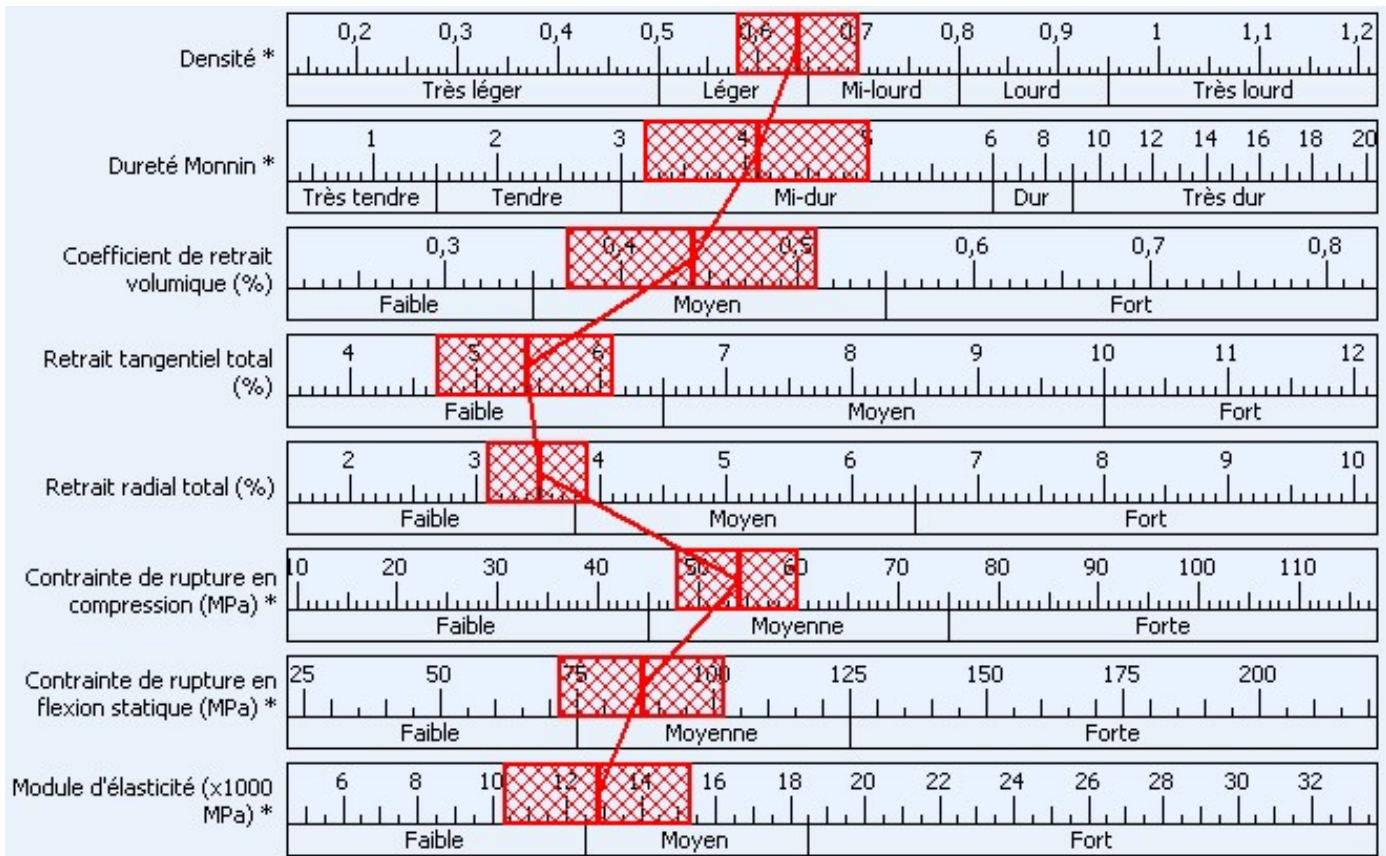 0,2 0,3 0,4 0,5 0,6 0,7 0,8 0,9 1 1,1 1,2
Densité *
Très léger Léger Mi-lourd Lourd Très lourd
1 2 3 4 5 6 8 10 12 14 16 18 20
Dureté Monnin *
Très tendre Tendre Mi-dur Dur Très dur
0,3 0,4 0,5 0,6 0,7 0,8
Coefficient de retrait
volumique (%)
Faible Moyen Fort
4 5 6 7 8 9 10 11 12
Retrait tangentiel total
(%)
Faible Moyen Fort
2 3 4 5 6 7 8 9 10
Retrait radial total (%)
Faible Moyen Fort
10 20 30 40 50 60 70 80 90 100 110
Contrainte de rupture en
compression (MPa) *
Faible Moyenne Forte
25 50 75 100 125 150 175 200
Contrainte de rupture en
flexion statique (MPa) *
Faible Moyenne Forte
6 8 10 12 14 16 18 20 22 24 26 28 30 32
Module d'élasticité (x1000
MPa) *
Faible Moyen Fort